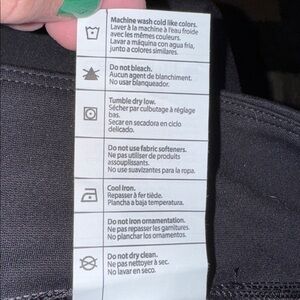 Machine wash cold like colors.
Laver à la machine à l'eau froide
avec les mêmes couleurs.
Lavar a máquina con agua fría,
junto a colores similares.
Do not bleach.
Aucun agent de blanchiment.
No usar blanqueador.
Tumble dry low.
Sécher par culbutage à réglage
bas.
Secar en secadora en ciclo
delicado.
Do not use fabric softeners.
Ne pas utiliser de produits
assouplissants.
No use suavizantes para la ropa.
Cool iron.
Repasser à fer tiède.
Plancha a baja temperatura.
Do not iron ornamentation.
Ne pas repasser les garnitures.
No planchar los ornamentos.
Do not dry clean.
Ne pas nettoyer à sec.
No lavar en seco.